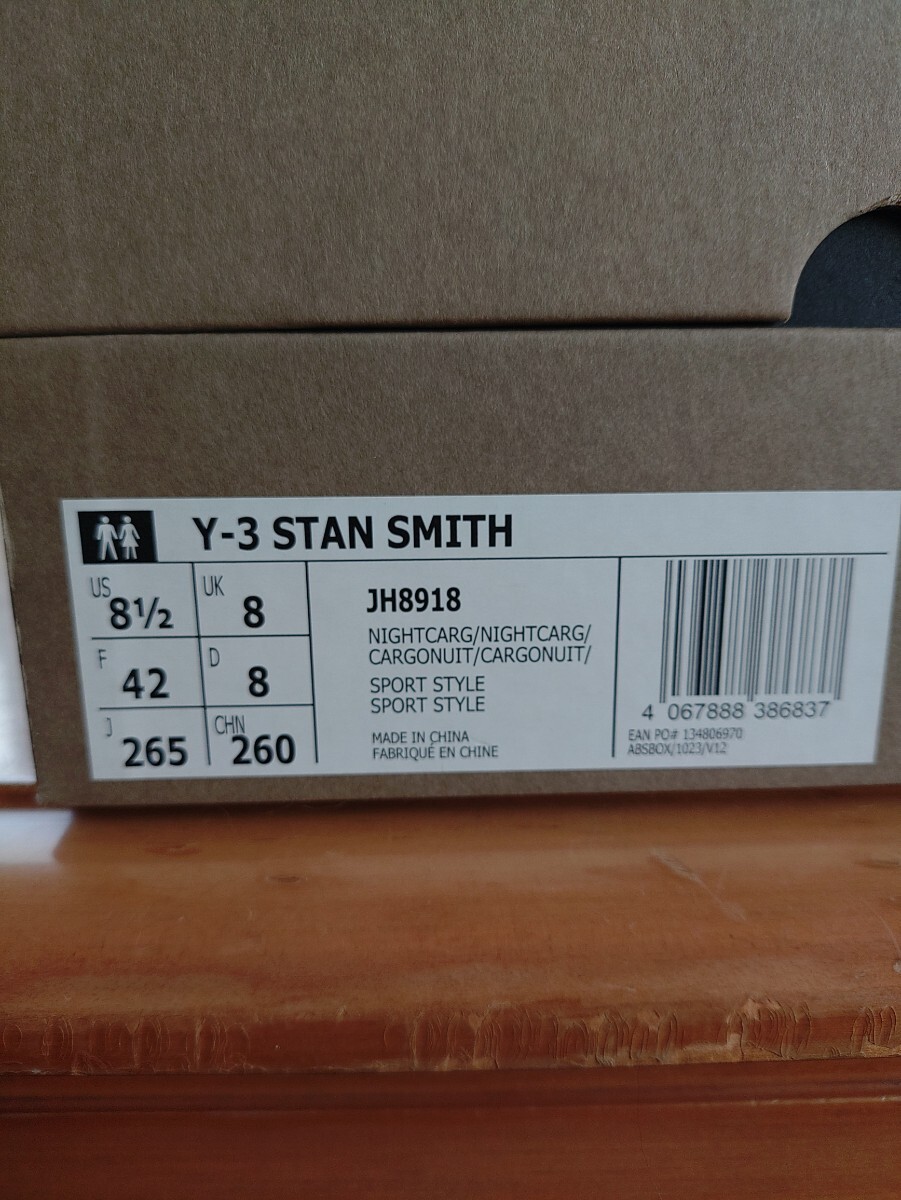 Y-3 STAN SMITH
US 8½ UK 8
F 42 D 8
J 265 CHN 260
JH8918
NIGHTCARG/NIGHTCARG/
CARGONUIT/CARGONUIT/
SPORT STYLE
SPORT STYLE
MADE IN CHINA
FABRIQUÉ EN CHINE
4 067888 386837
EAN PO# 134806970
ABSBOX/1023/V12